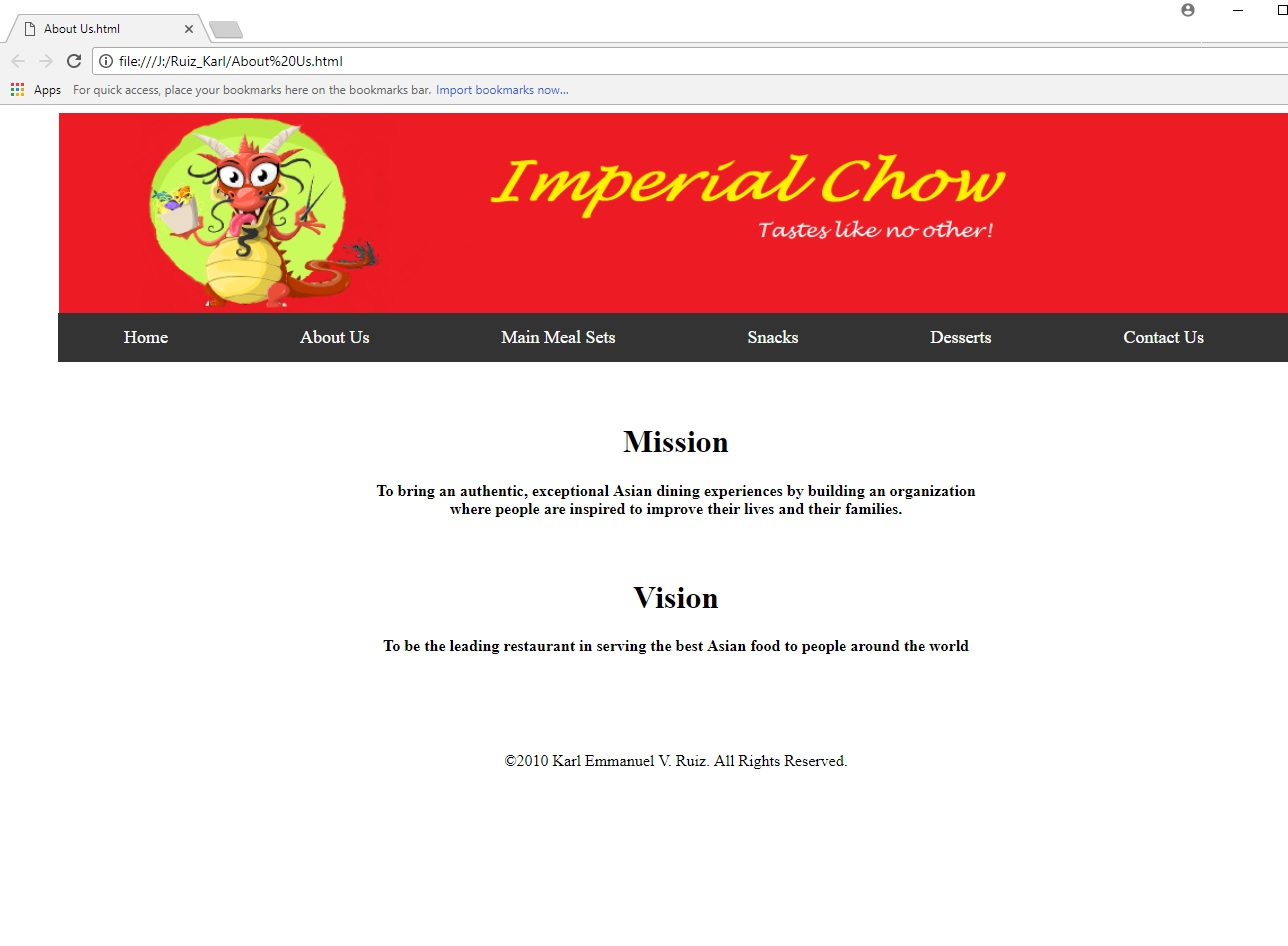 About Us.html
file:///J:/Ruiz_Karl/About%20Us.html
Apps For quick access, place your bookmarks here on the bookmarks bar. Import bookmarks now...
Imperial Chow
Tastes like no other!
Home About Us Main Meal Sets Snacks Desserts Contact Us
Mission
To bring an authentic, exceptional Asian dining experiences by building an organization
where people are inspired to improve their lives and their families.
Vision
To be the leading restaurant in serving the best Asian food to people around the world
©2010 Karl Emmanuel V. Ruiz. All Rights Reserved.